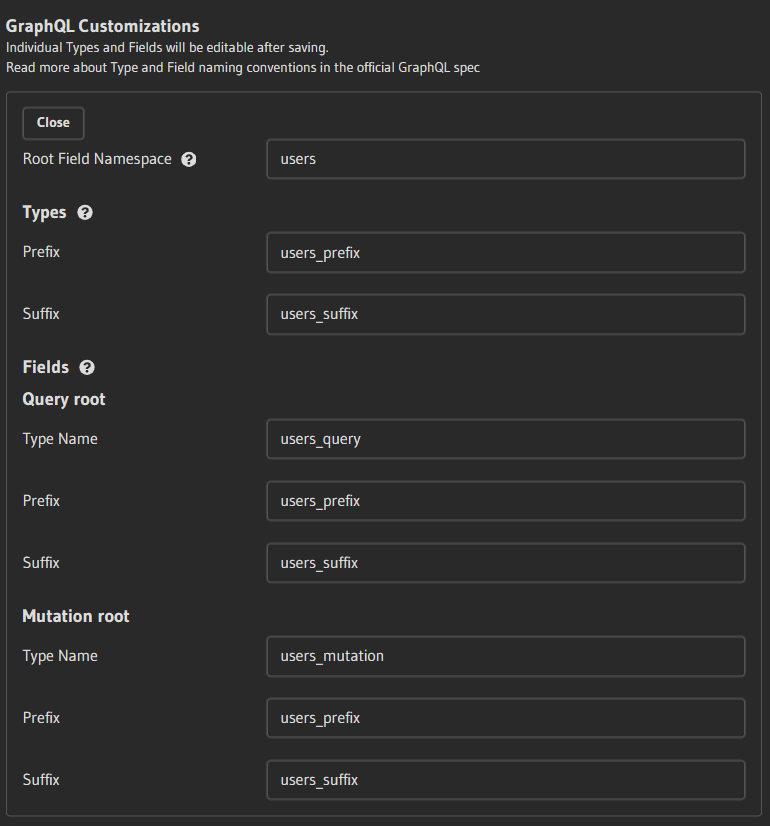 GraphQL Customizations
Individual Types and Fields will be editable after saving.
Read more about Type and Field naming conventions in the official GraphQL spec
Close
Root Field Namespace ? users
Types ?
Prefix users_prefix
Suffix users_suffix
Fields ?
Query root
Type Name users_query
Prefix users_prefix
Suffix users_suffix
Mutation root
Type Name users_mutation
Prefix users_prefix
Suffix users_suffix